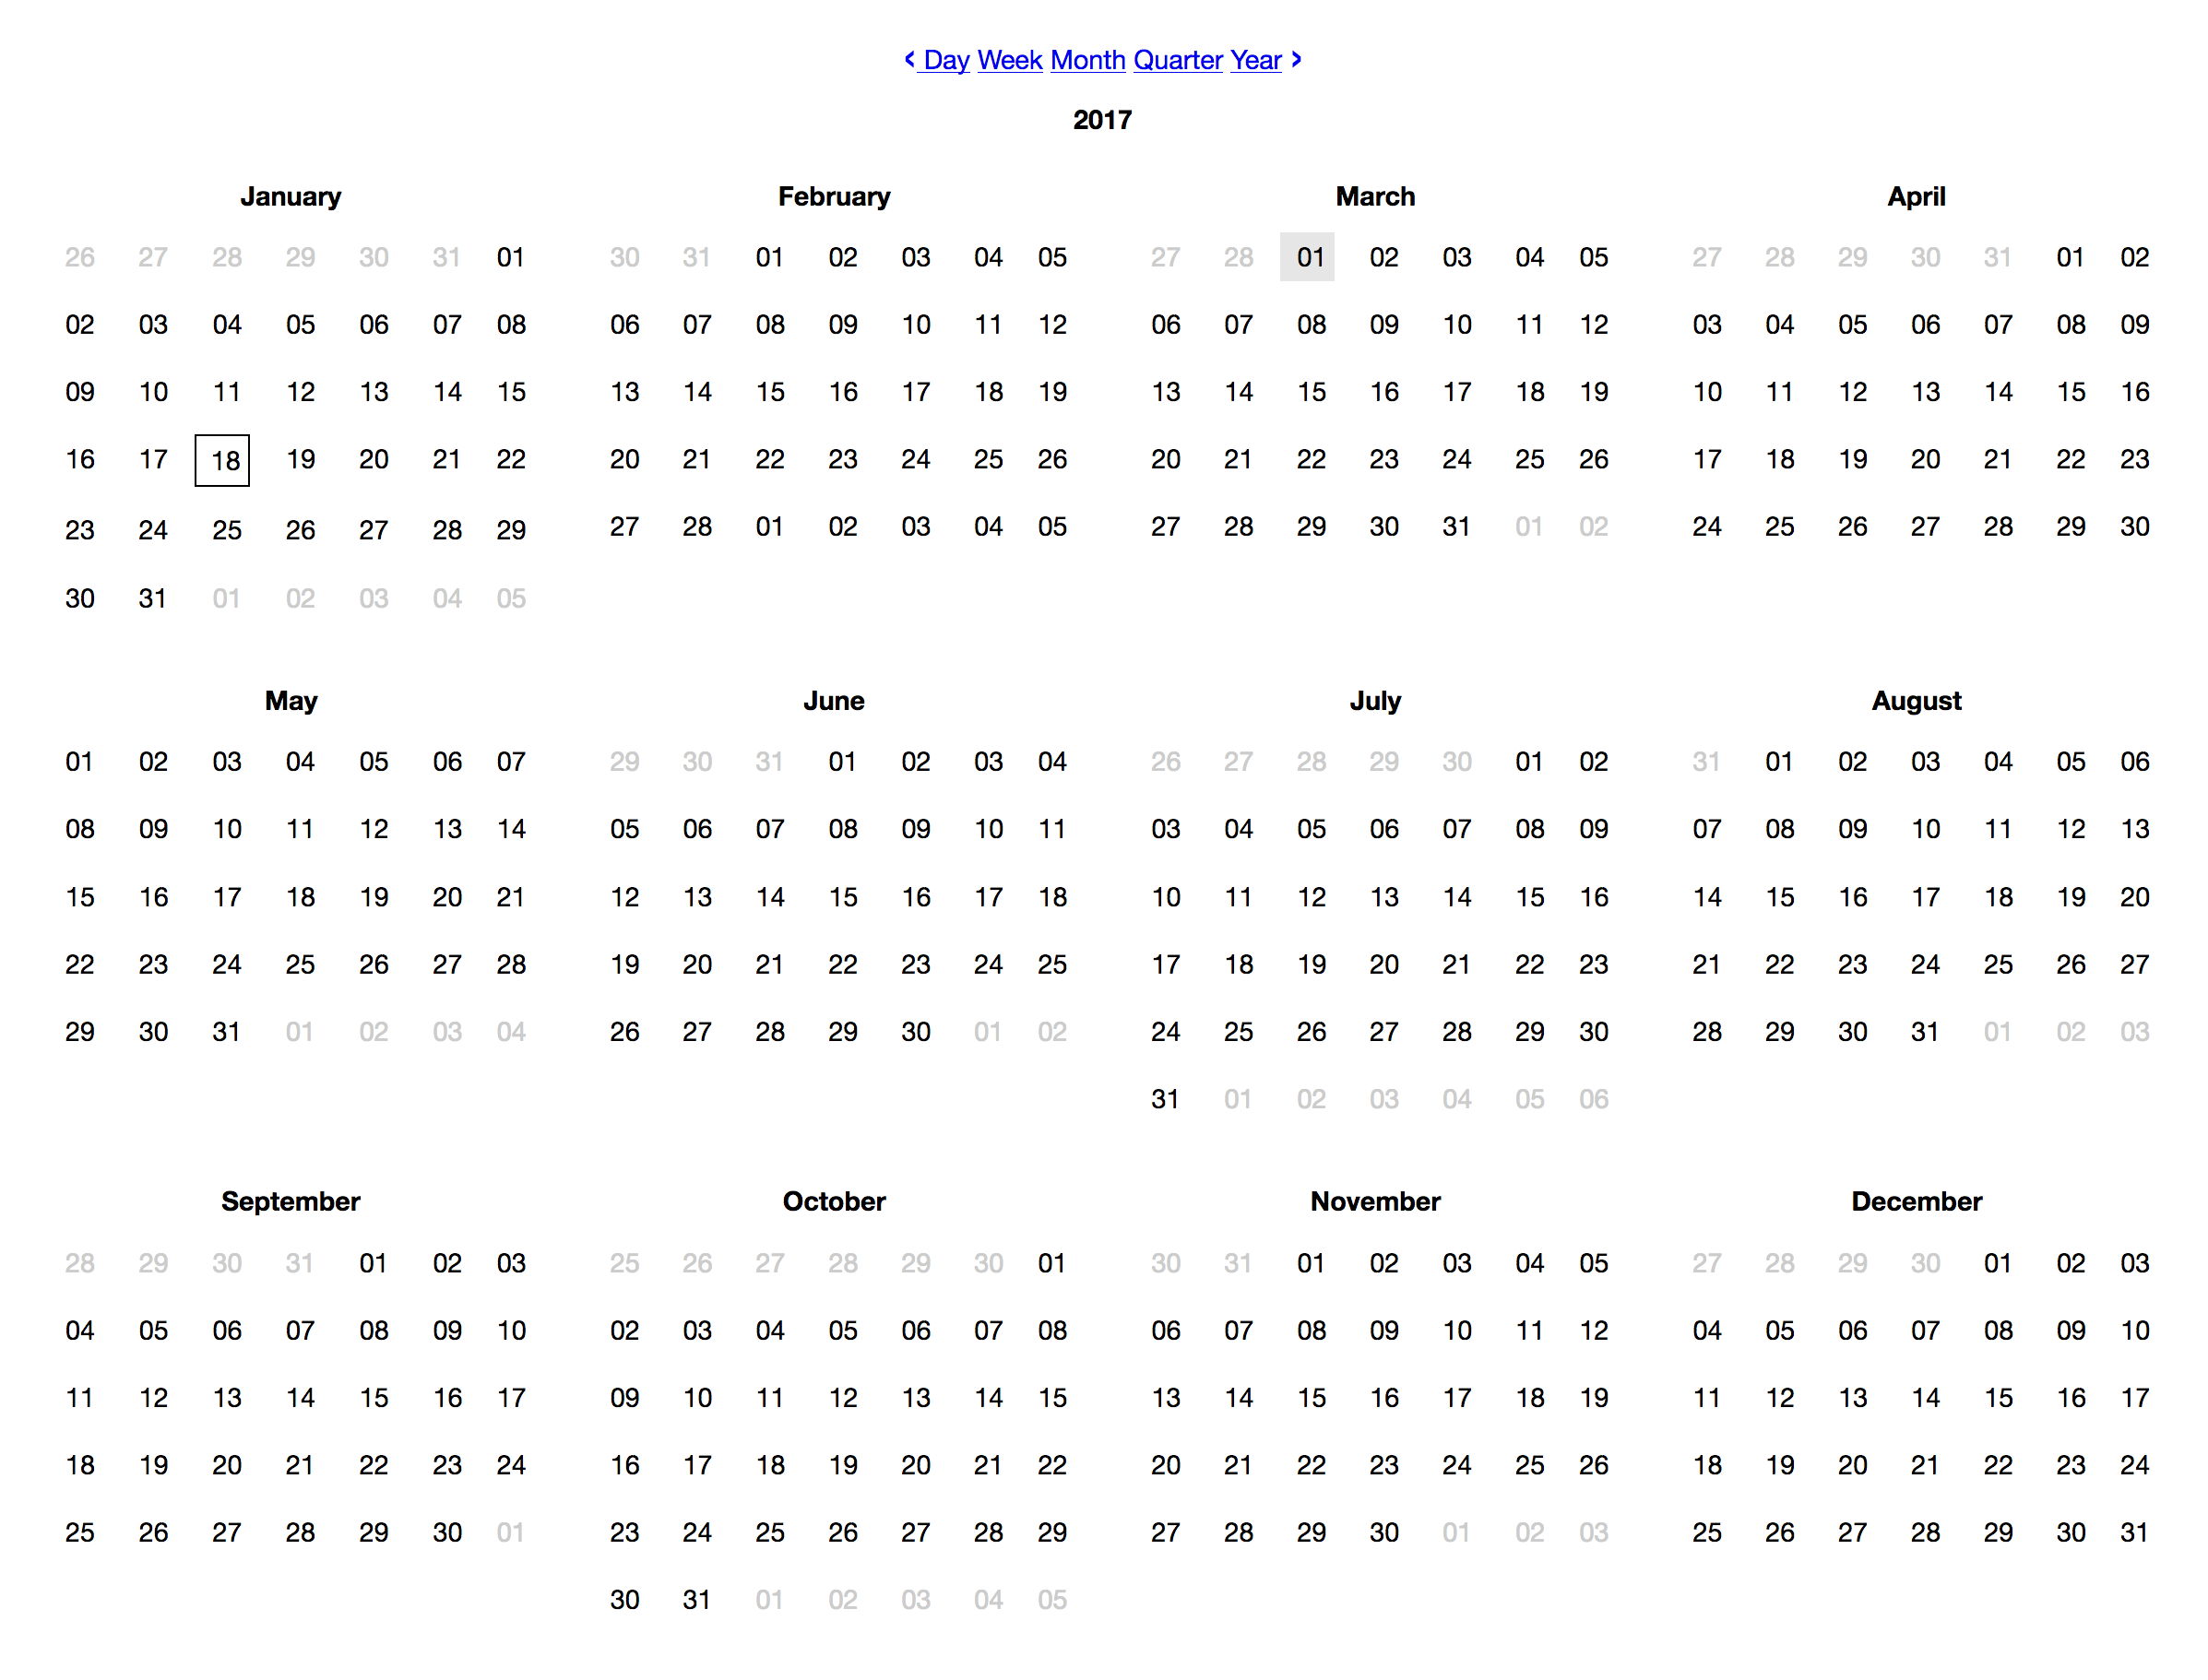 ‹ Day Week Month Quarter Year ›
2017
January
26 27 28 29 30 31 01
02 03 04 05 06 07 08
09 10 11 12 13 14 15
16 17 18 19 20 21 22
23 24 25 26 27 28 29
30 31 01 02 03 04 05
February
30 31 01 02 03 04 05
06 07 08 09 10 11 12
13 14 15 16 17 18 19
20 21 22 23 24 25 26
27 28 01 02 03 04 05
March
27 28 01 02 03 04 05
06 07 08 09 10 11 12
13 14 15 16 17 18 19
20 21 22 23 24 25 26
27 28 29 30 31 01 02
April
27 28 29 30 31 01 02
03 04 05 06 07 08 09
10 11 12 13 14 15 16
17 18 19 20 21 22 23
24 25 26 27 28 29 30
May
01 02 03 04 05 06 07
08 09 10 11 12 13 14
15 16 17 18 19 20 21
22 23 24 25 26 27 28
29 30 31 01 02 03 04
June
29 30 31 01 02 03 04
05 06 07 08 09 10 11
12 13 14 15 16 17 18
19 20 21 22 23 24 25
26 27 28 29 30 01 02
July
26 27 28 29 30 01 02
03 04 05 06 07 08 09
10 11 12 13 14 15 16
17 18 19 20 21 22 23
24 25 26 27 28 29 30
31 01 02 03 04 05 06
August
31 01 02 03 04 05 06
07 08 09 10 11 12 13
14 15 16 17 18 19 20
21 22 23 24 25 26 27
28 29 30 31 01 02 03
September
28 29 30 31 01 02 03
04 05 06 07 08 09 10
11 12 13 14 15 16 17
18 19 20 21 22 23 24
25 26 27 28 29 30 01
October
25 26 27 28 29 30 01
02 03 04 05 06 07 08
09 10 11 12 13 14 15
16 17 18 19 20 21 22
23 24 25 26 27 28 29
30 31 01 02 03 04 05
November
30 31 01 02 03 04 05
06 07 08 09 10 11 12
13 14 15 16 17 18 19
20 21 22 23 24 25 26
27 28 29 30 01 02 03
December
27 28 29 30 01 02 03
04 05 06 07 08 09 10
11 12 13 14 15 16 17
18 19 20 21 22 23 24
25 26 27 28 29 30 31